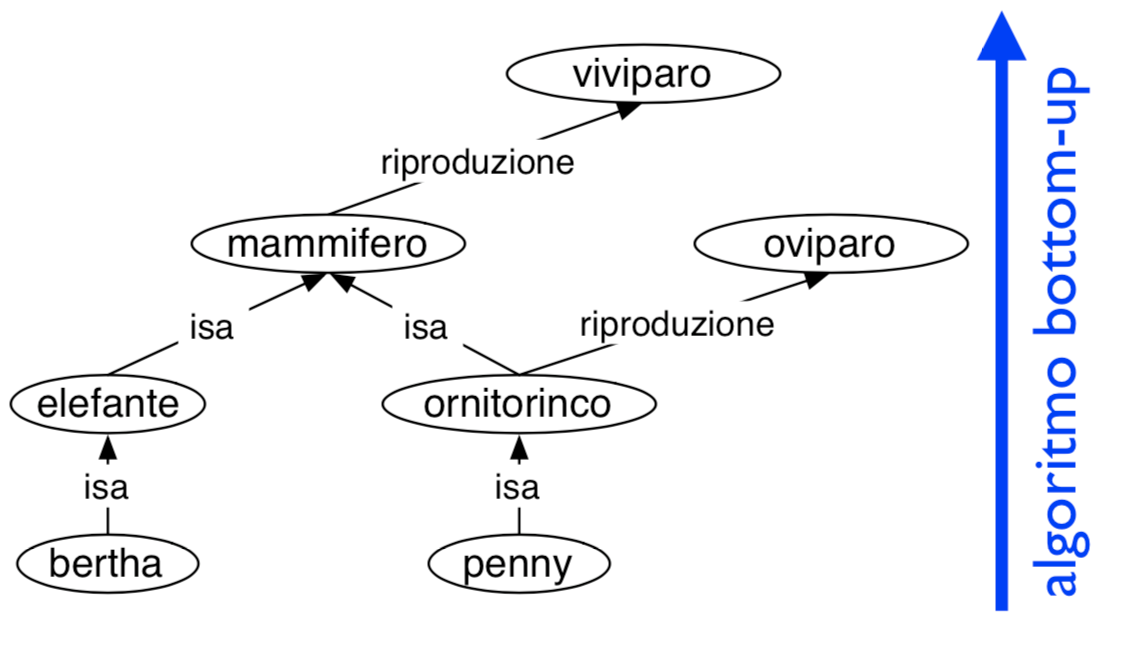 viviparo
riproduzione
mammifero
oviparo
isa
isa
riproduzione
elefante
ornitorinco
isa
isa
bertha
penny
algoritmo bottom-up